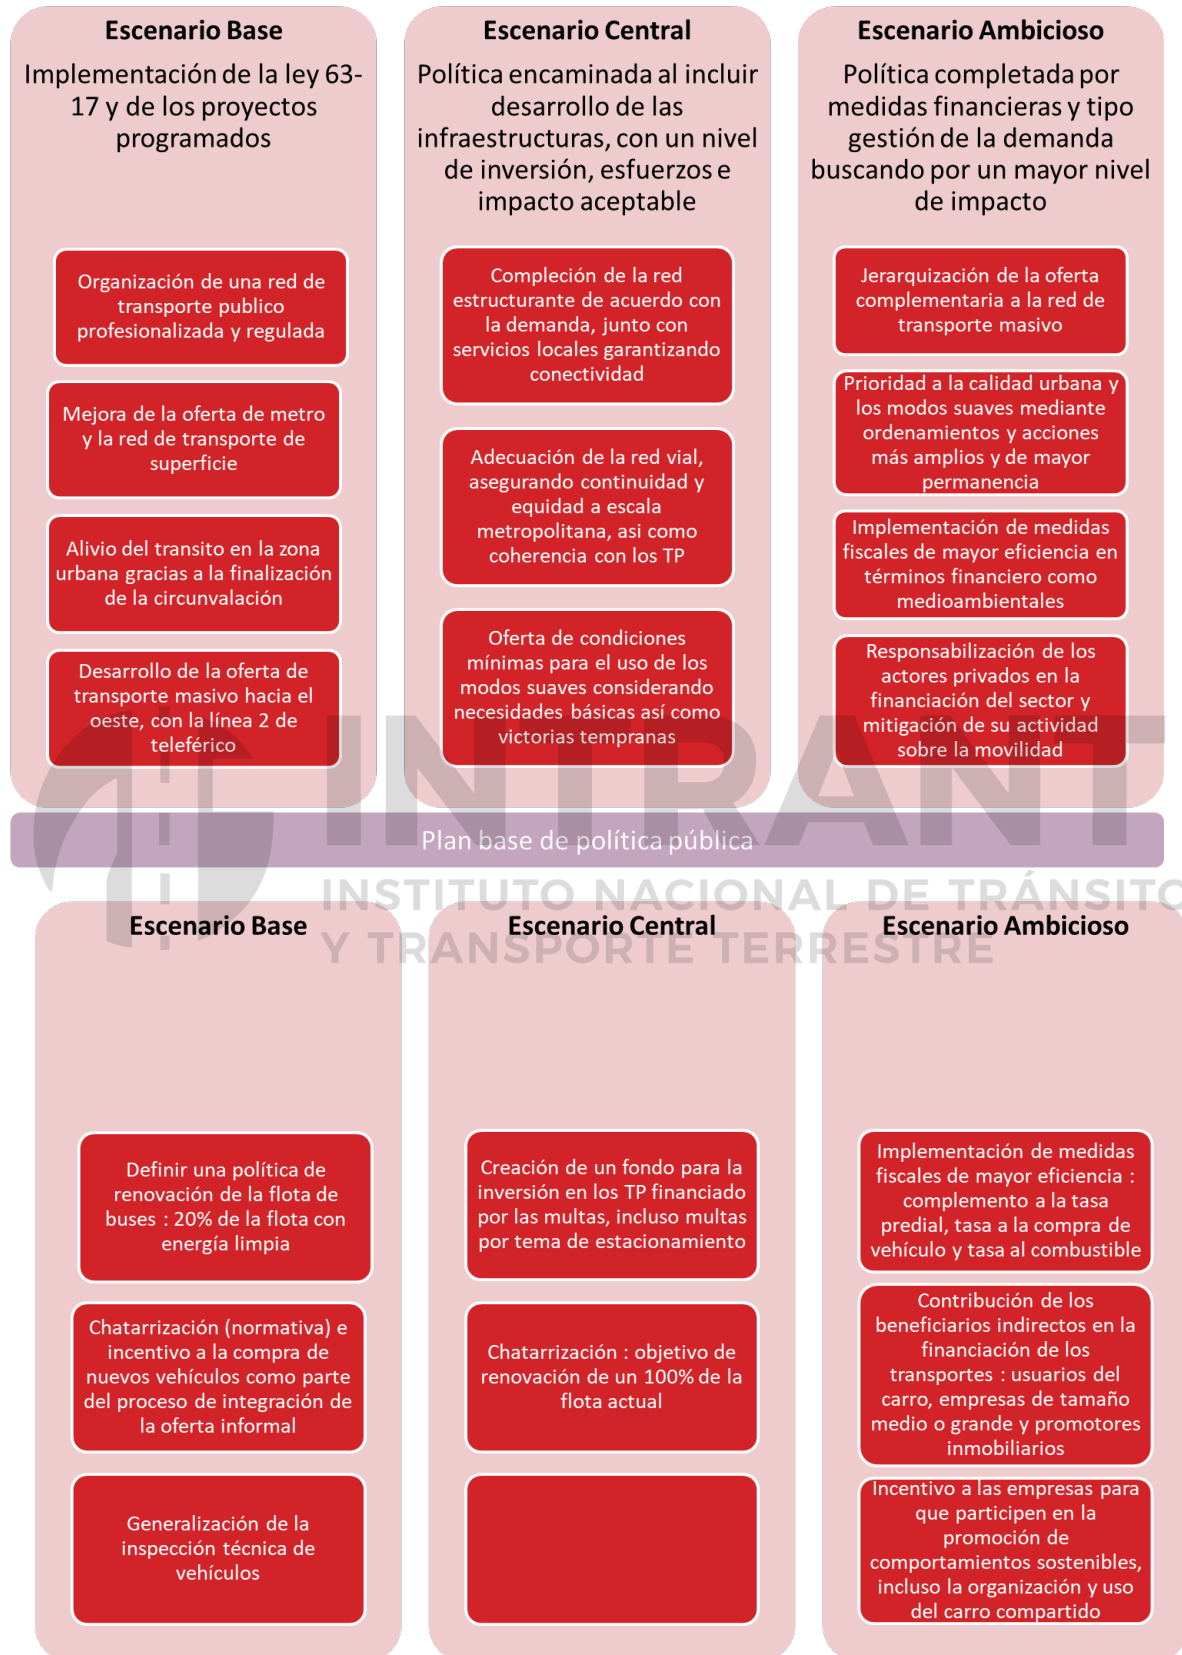 Escenario Base
Implementación de la ley 63-
17 y de los proyectos
programados
Organización de una red de
transporte publico
profesionalizada y regulada
Mejora de la oferta de metro
y la red de transporte de
superficie
Alivio del transito en la zona
urbana gracias a la finalización
de la circunvalación
Desarrollo de la oferta de
transporte masivo hacia el
oeste, con la línea 2 de
teleférico
Escenario Central
Política encaminada al incluir
desarrollo de las
infraestructuras, con un nivel
de inversión, esfuerzos e
impacto aceptable
Compleción de la red
estructurante de acuerdo con
la demanda, junto con
servicios locales garantizando
conectividad
Adecuación de la red vial,
asegurando continuidad y
equidad a escala
metropolitana, asi como
coherencia con los TP
Oferta de condiciones
mínimas para el uso de los
modos suaves considerando
necesidades básicas así como
victorias tempranas
Escenario Ambicioso
Política completada por
medidas financieras y tipo
gestión de la demanda
buscando por un mayor nivel
de impacto
Jerarquización de la oferta
complementaria a la red de
transporte masivo
Prioridad a la calidad urbana y
los modos suaves mediante
ordenamientos y acciones
más amplios y de mayor
permanencia
Implementación de medidas
fiscales de mayor eficiencia en
términos financiero como
medioambientales
Responsabilización de los
actores privados en la
financiación del sector y
mitigación de su actividad
sobre la movilidad
INTRANT
Plan base de política pública
INSTITUTO NACIONAL DE TRÁNSITO
Y TRANSPORTE TERRESTRE
Escenario Base
Definir una política de
renovación de la flota de
buses : 20% de la flota con
energía limpia
Chatarrización (normativa) e
incentivo a la compra de
nuevos vehículos como parte
del proceso de integración de
la oferta informal
Generalización de la
inspección técnica de
vehículos
Escenario Central
Creación de un fondo para la
inversión en los TP financiado
por las multas, incluso multas
por tema de estacionamiento
Chatarrización : objetivo de
renovación de un 100% de la
flota actual
Escenario Ambicioso
Implementación de medidas
fiscales de mayor eficiencia :
complemento a la tasa
predial, tasa a la compra de
vehículo y tasa al combustible
Contribución de los
beneficiarios indirectos en la
financiación de los
transportes : usuarios del
carro, empresas de tamaño
medio o grande y promotores
inmobiliarios
Incentivo a las empresas para
que participen en la
promoción de
comportamientos sostenibles,
incluso la organización y uso
del carro compartido